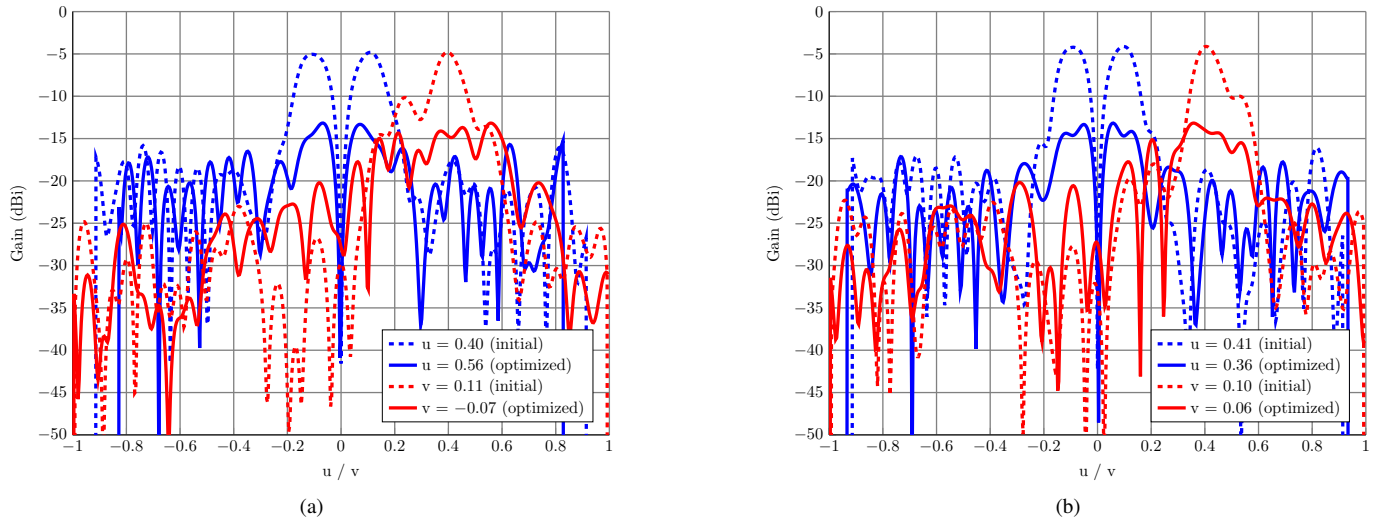 0
−5
−10
−15
−20
−25
−30
−35
−40
−45
−50
Gain (dBi)
−1 −0.8 −0.6 −0.4 −0.2 0 0.2 0.4 0.6 0.8 1
u / v
u = 0.40 (initial)
u = 0.56 (optimized)
v = 0.11 (initial)
v = −0.07 (optimized)
(a)
0
−5
−10
−15
−20
−25
−30
−35
−40
−45
−50
Gain (dBi)
−1 −0.8 −0.6 −0.4 −0.2 0 0.2 0.4 0.6 0.8 1
u / v
u = 0.41 (initial)
u = 0.36 (optimized)
v = 0.10 (initial)
v = 0.06 (optimized)
(b)